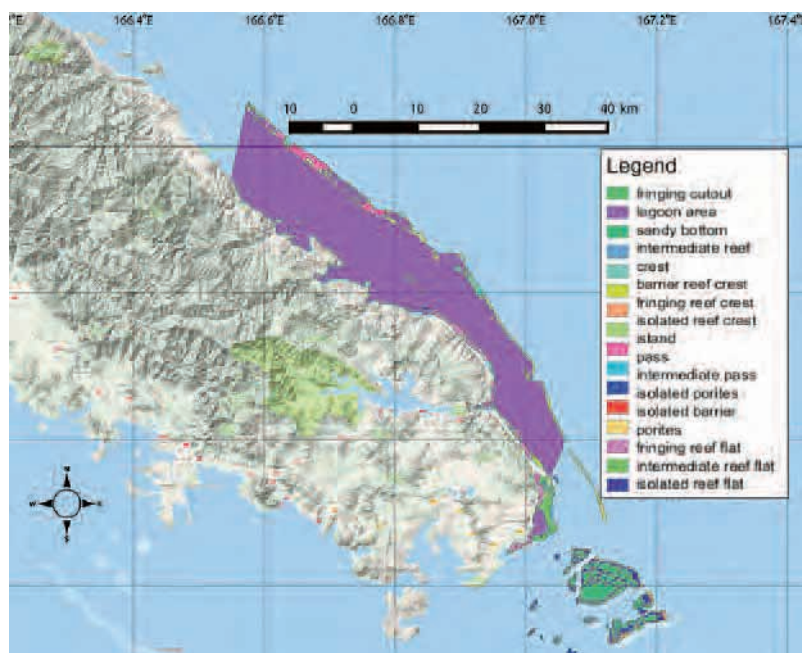 2°E 166.4°E 166.6°E 166.8°E 167.0°E 167.2°E 167.4°
10 0 10 20 30 40 km
Legend
fringing cutout
lagoon area
sandy bottom
intermediate reef
crest
barrier reef crest
fringing reef crest
isolated reef crest
island
pass
intermediate pass
isolated porites
isolated barrier
porites
fringing reef flat
intermediate reef flat
isolated reef flat
N
W
S